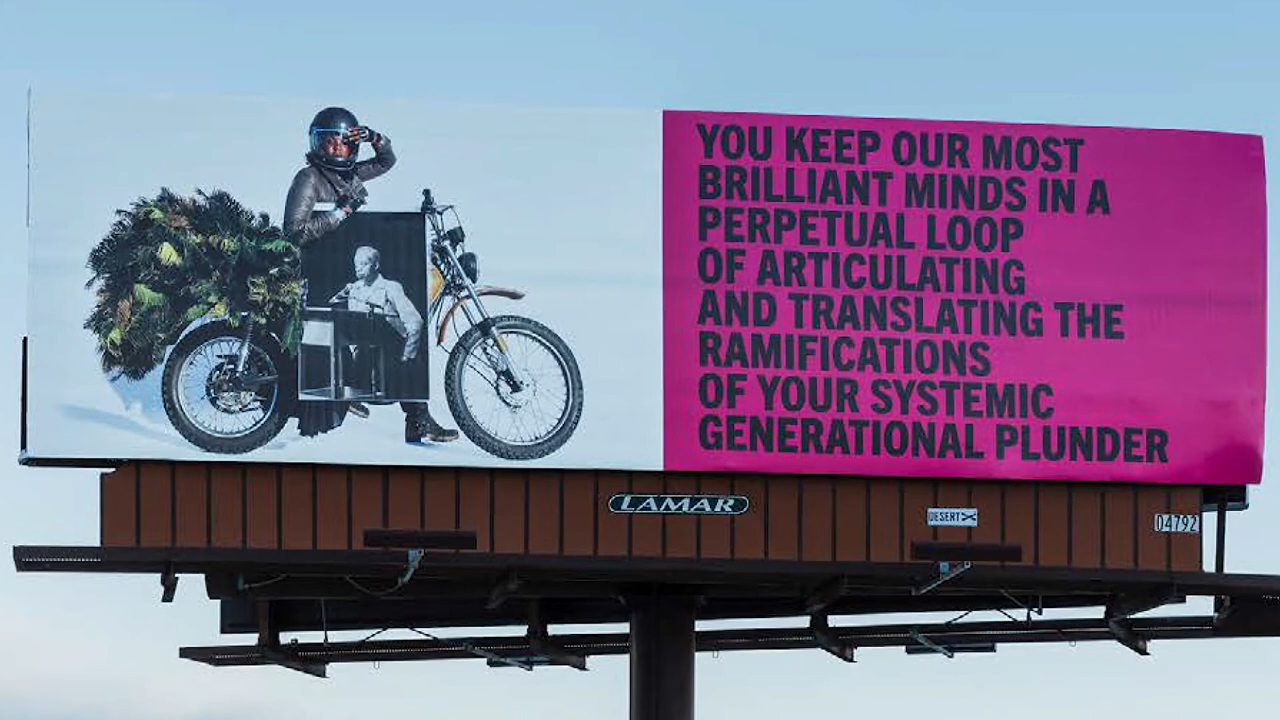 YOU KEEP OUR MOST
BRILLIANT MINDS IN A
PERPETUAL LOOP
OF ARTICULATING
AND TRANSLATING THE
RAMIFICATIONS
OF YOUR SYSTEMIC
GENERATIONAL PLUNDER
LAMAR
DESERT X
04792